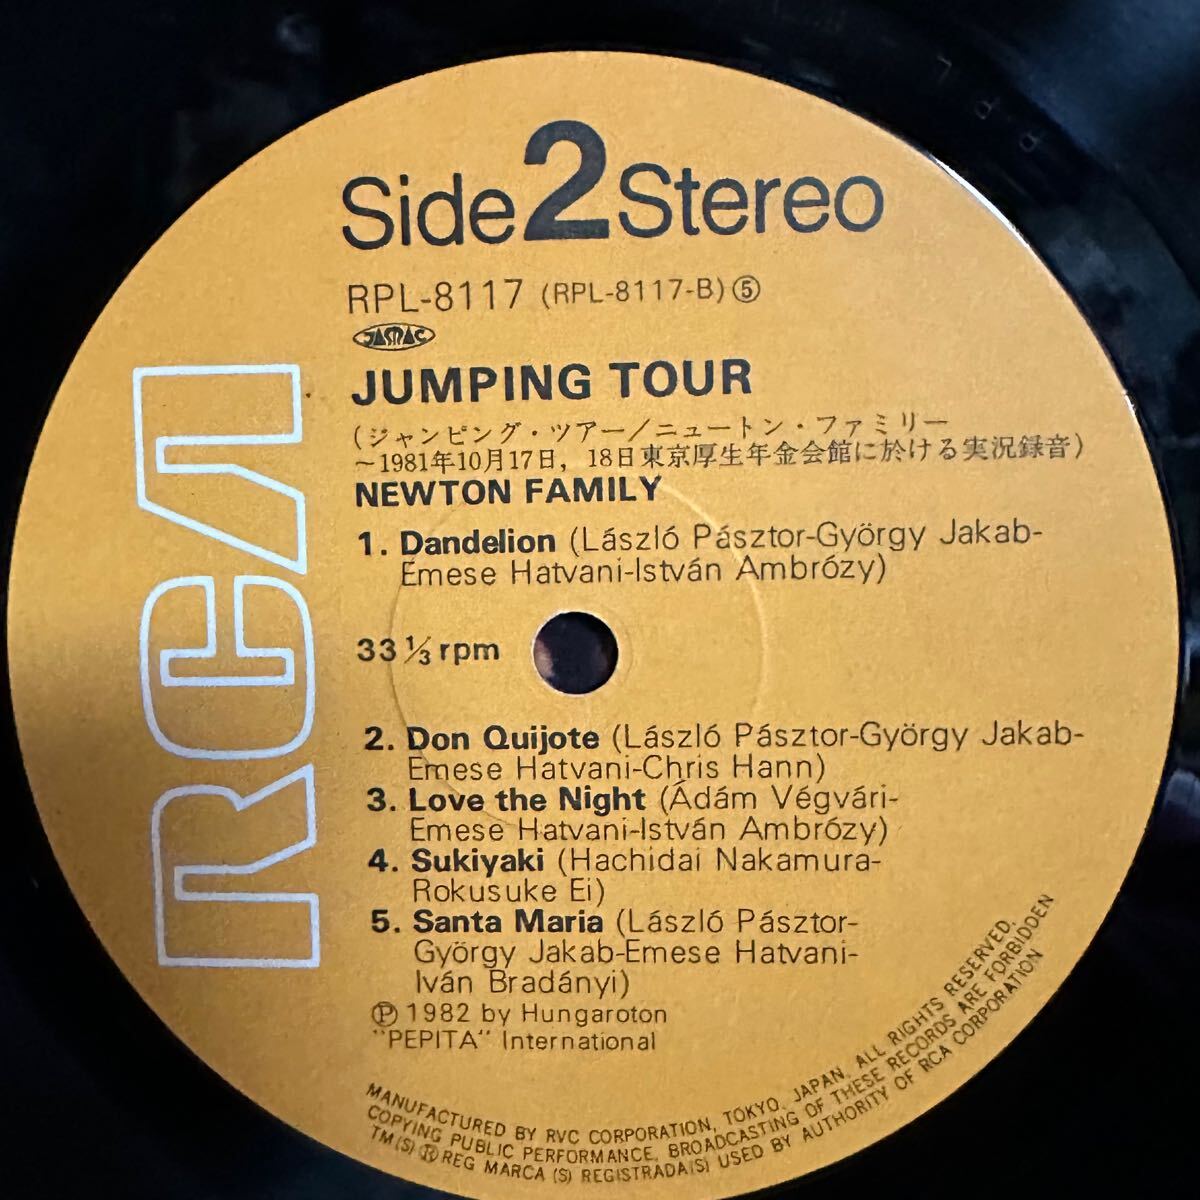 Side 2 Stereo
RPL-8117 (RPL-8117-B) ⑤
JASRAC
JUMPING TOUR
(ジャンピング・ツアー/ニュートン・ファミリー
~1981年10月17日, 18日東京厚生年金会館に於ける実況録音)
NEWTON FAMILY
1. Dandelion (László Pásztor-György Jakab-
Emese Hatvani-István Ambrózy)
33 ⅓ rpm
2. Don Quijote (László Pásztor-György Jakab-
Emese Hatvani-Chris Hann)
3. Love the Night (Ádám Végvári-
Emese Hatvani-István Ambrózy)
4. Sukiyaki (Hachidai Nakamura-
Rokusuke Ei)
5. Santa Maria (László Pásztor-
György Jakab-Emese Hatvani-
Iván Bradányi)
Ⓟ 1982 by Hungaroton
"PEPITA" International
RCA
MANUFACTURED BY RVC CORPORATION, TOKYO, JAPAN. ALL RIGHTS RESERVED.
COPYING PUBLIC PERFORMANCE, BROADCASTING OF THESE RECORDS ARE FORBIDDEN
TM(S) ® REG MARCA (S) REGISTRADA(S) USED BY AUTHORITY OF RCA CORPORATION